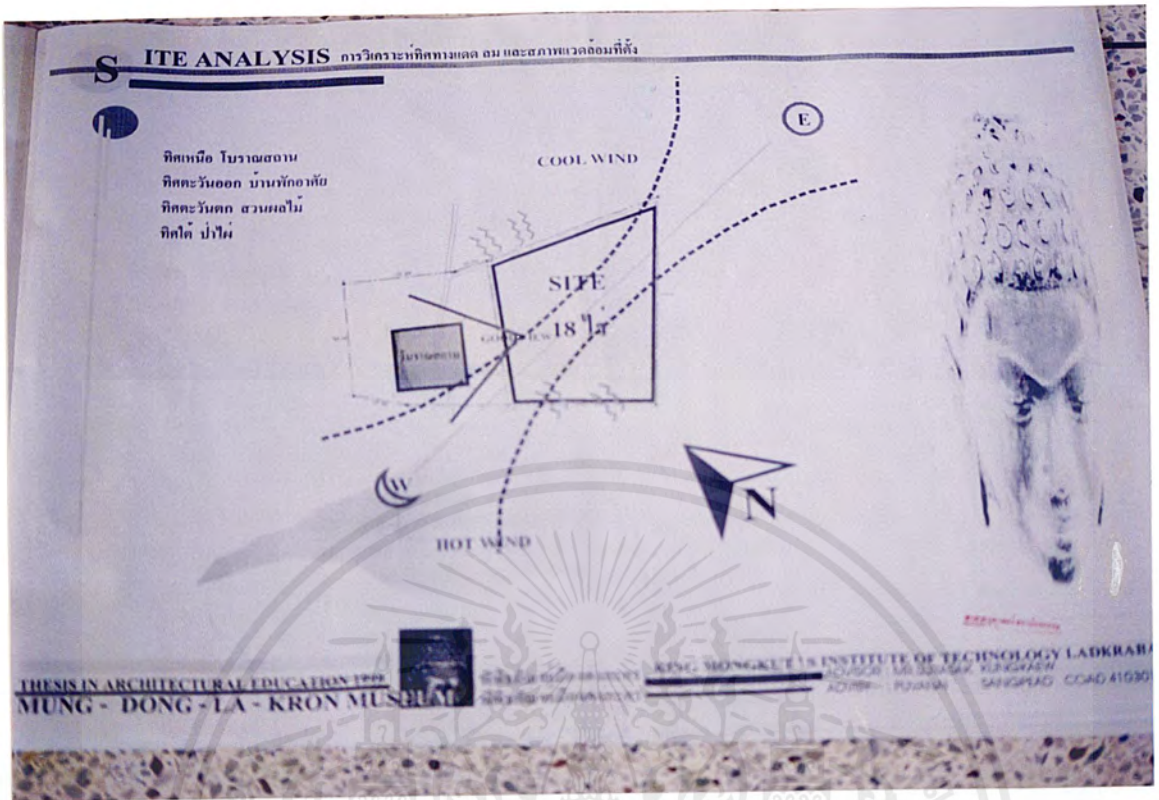 SITE ANALYSIS การวิเคราะห์ทิศทางแดด ลม และสภาพแวดล้อมที่ตั้ง
ทิศเหนือ โบราณสถาน
ทิศตะวันออก บ้านพักอาศัย
ทิศตะวันตก สวนผลไม้
ทิศใต้ ป่าไผ่
E
COOL WIND
SITE
18 ไร่
GOOD VIEW
โบราณสถาน
W
HOT WIND
N
THESIS IN ARCHITECTURAL EDUCATION 1999
MUNG - DONG - LA - KRON MUSEUM
KING MONGKUT'S INSTITUTE OF TECHNOLOGY LADKRABA
ADVISOR
SANGPLAD COAD 410301